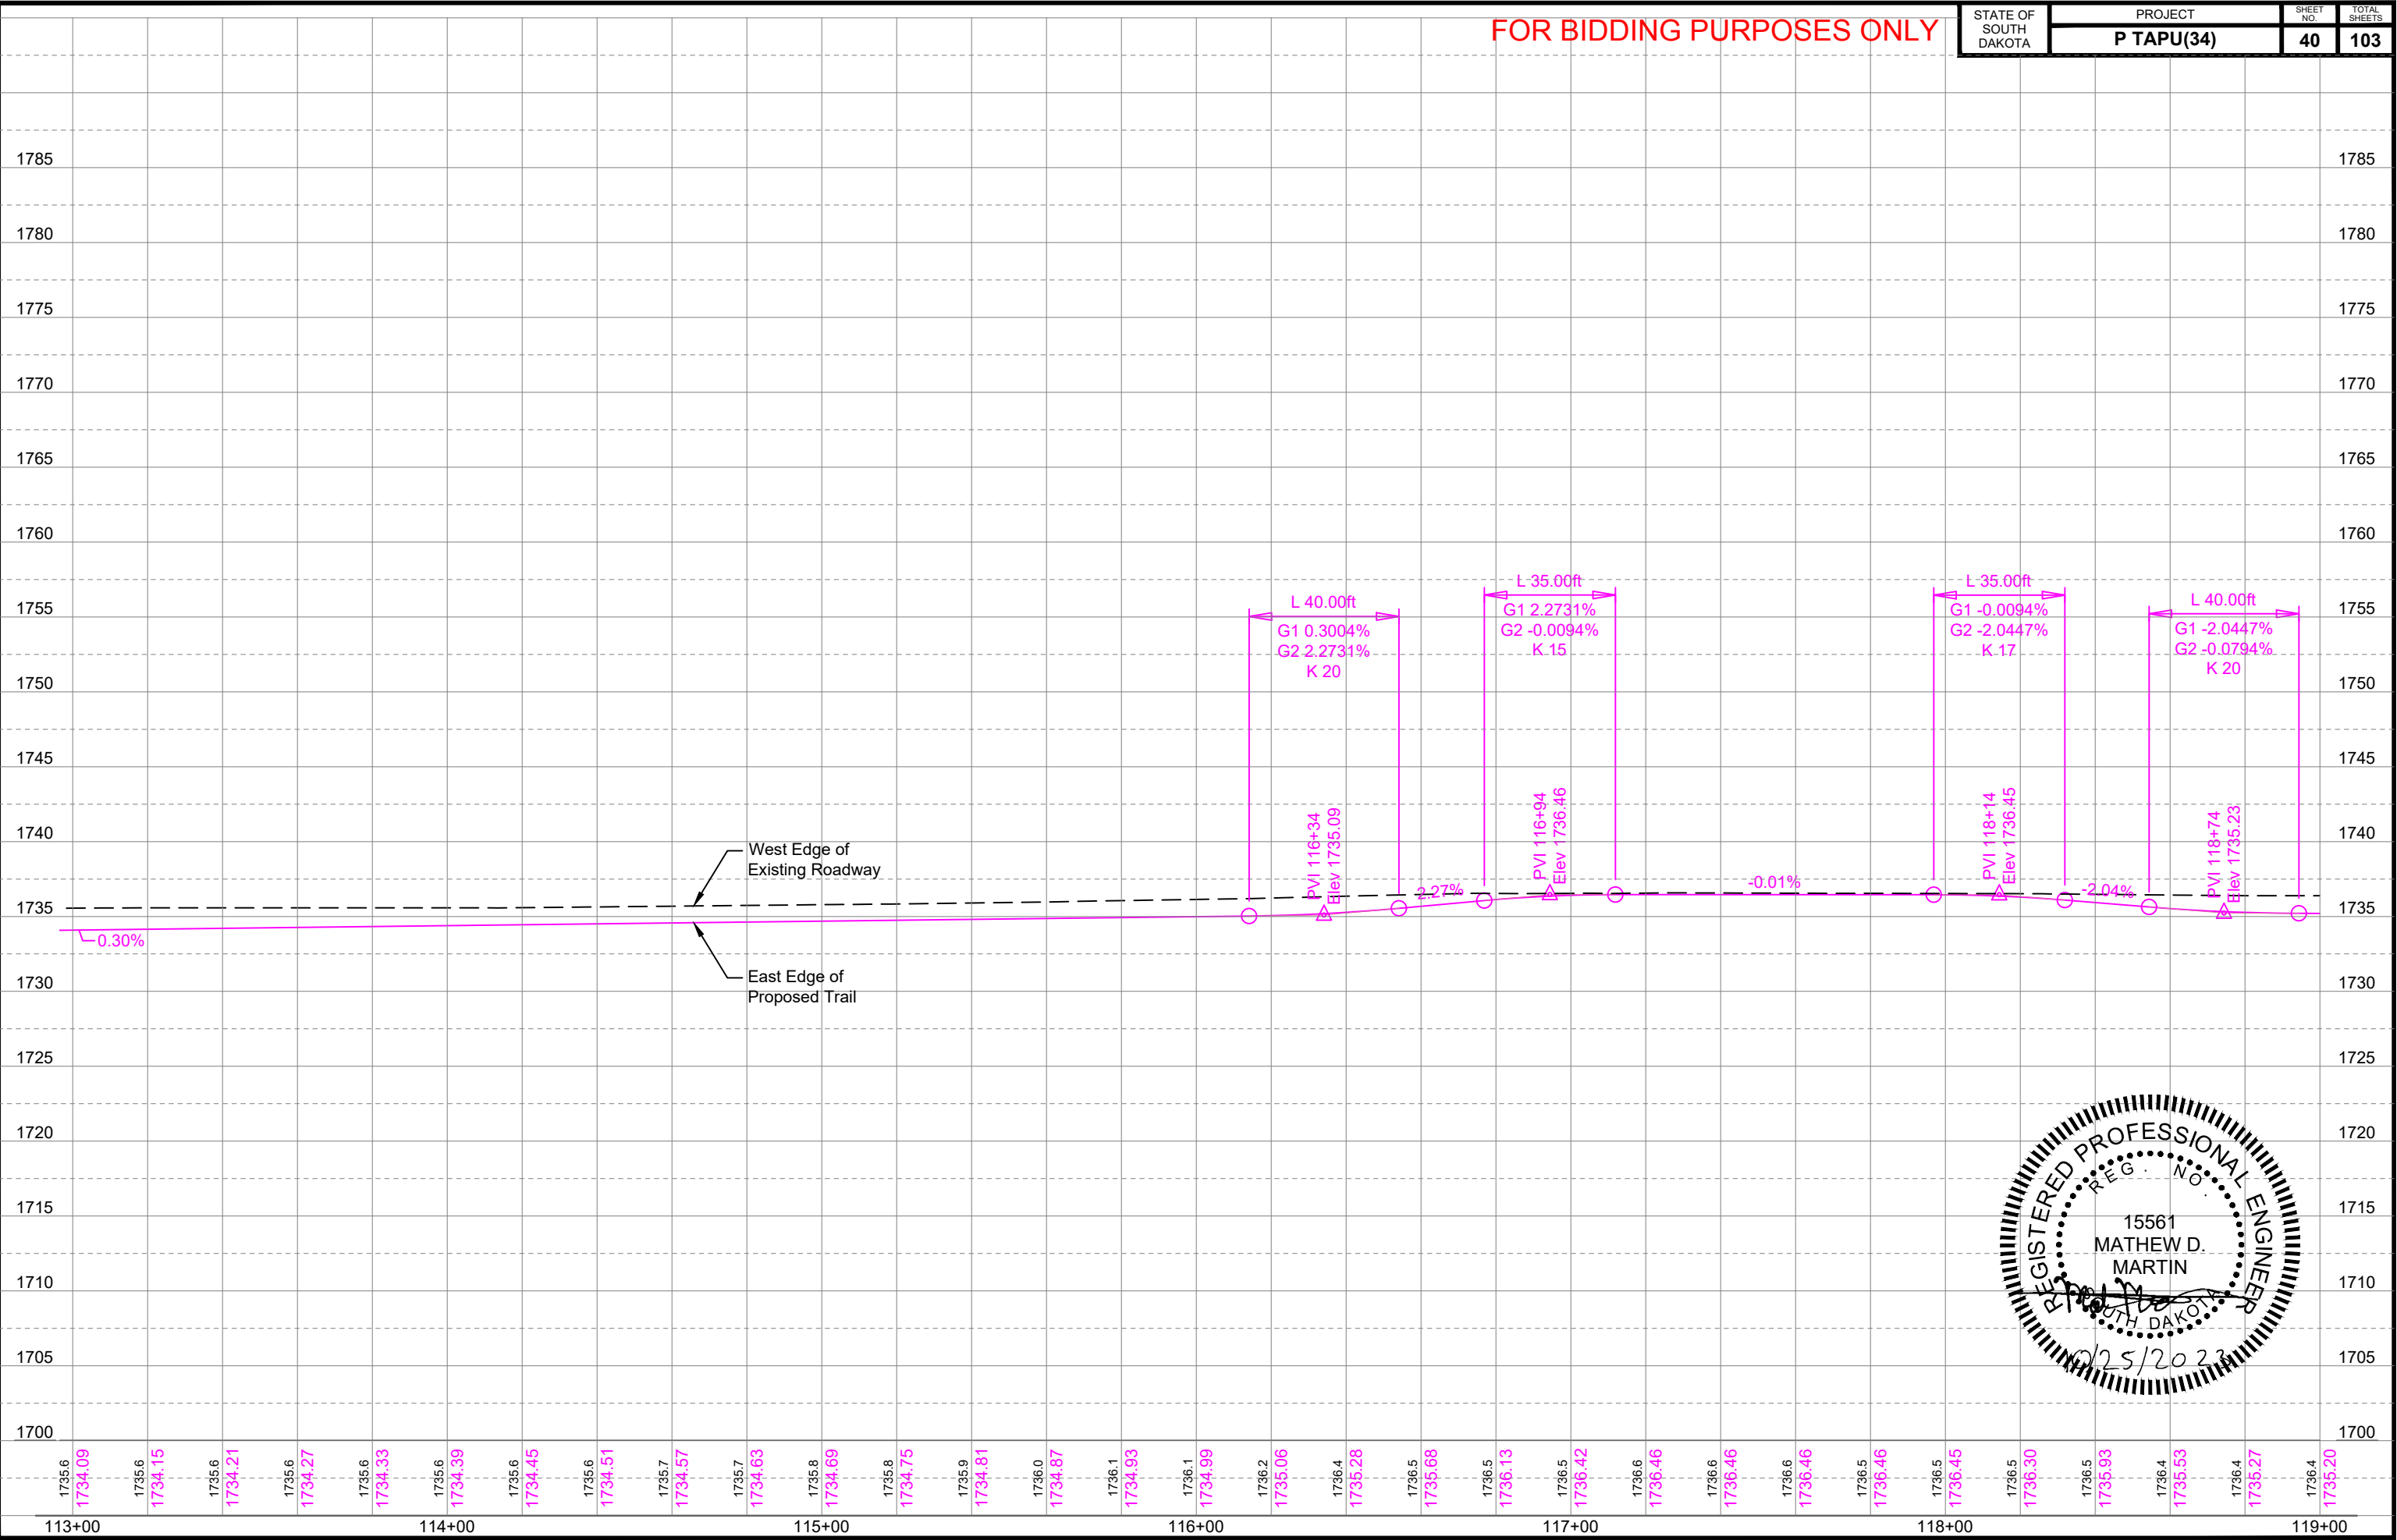 FOR BIDDING PURPOSES ONLY
STATE OF
SOUTH
DAKOTA
PROJECT
P TAPU(34)
SHEET
NO.
40
TOTAL
SHEETS
103
1785 1785
1780 1780
1775 1775
1770 1770
1765 1765
1760 1760
1755 1755
1750 1750
1745 1745
1740 1740
1735 1735
1730 1730
1725 1725
1720 1720
1715 1715
1710 1710
1705 1705
1700 1700
L 40.00ft
G1 0.3004%
G2 2.2731%
K 20
L 35.00ft
G1 2.2731%
G2 -0.0094%
K 15
L 35.00ft
G1 -0.0094%
G2 -2.0447%
K 17
L 40.00ft
G1 -2.0447%
G2 -0.0794%
K 20
PVI 116+34
Elev 1735.09
PVI 116+94
Elev 1736.46
PVI 118+14
Elev 1736.45
PVI 118+74
Elev 1735.23
West Edge of
Existing Roadway
East Edge of
Proposed Trail
0.30%
2.27%
-0.01%
-2.04%
REGISTERED PROFESSIONAL ENGINEER
REG. NO.
15561
MATHEW D.
MARTIN
SOUTH DAKOTA
10/25/2023
1735.6
1734.09
1735.6
1734.15
1735.6
1734.21
1735.6
1734.27
1735.6
1734.33
1735.6
1734.39
1735.6
1734.45
1735.6
1734.51
1735.7
1734.57
1735.7
1734.63
1735.8
1734.69
1735.8
1734.75
1735.9
1734.81
1736.0
1734.87
1736.1
1734.93
1736.1
1734.99
1736.2
1735.06
1736.4
1735.28
1736.5
1735.68
1736.5
1736.13
1736.5
1736.42
1736.6
1736.46
1736.6
1736.46
1736.6
1736.46
1736.5
1736.46
1736.5
1736.45
1736.5
1736.30
1736.5
1735.93
1736.4
1735.53
1736.4
1735.27
1736.4
1735.20
113+00 114+00 115+00 116+00 117+00 118+00 119+00